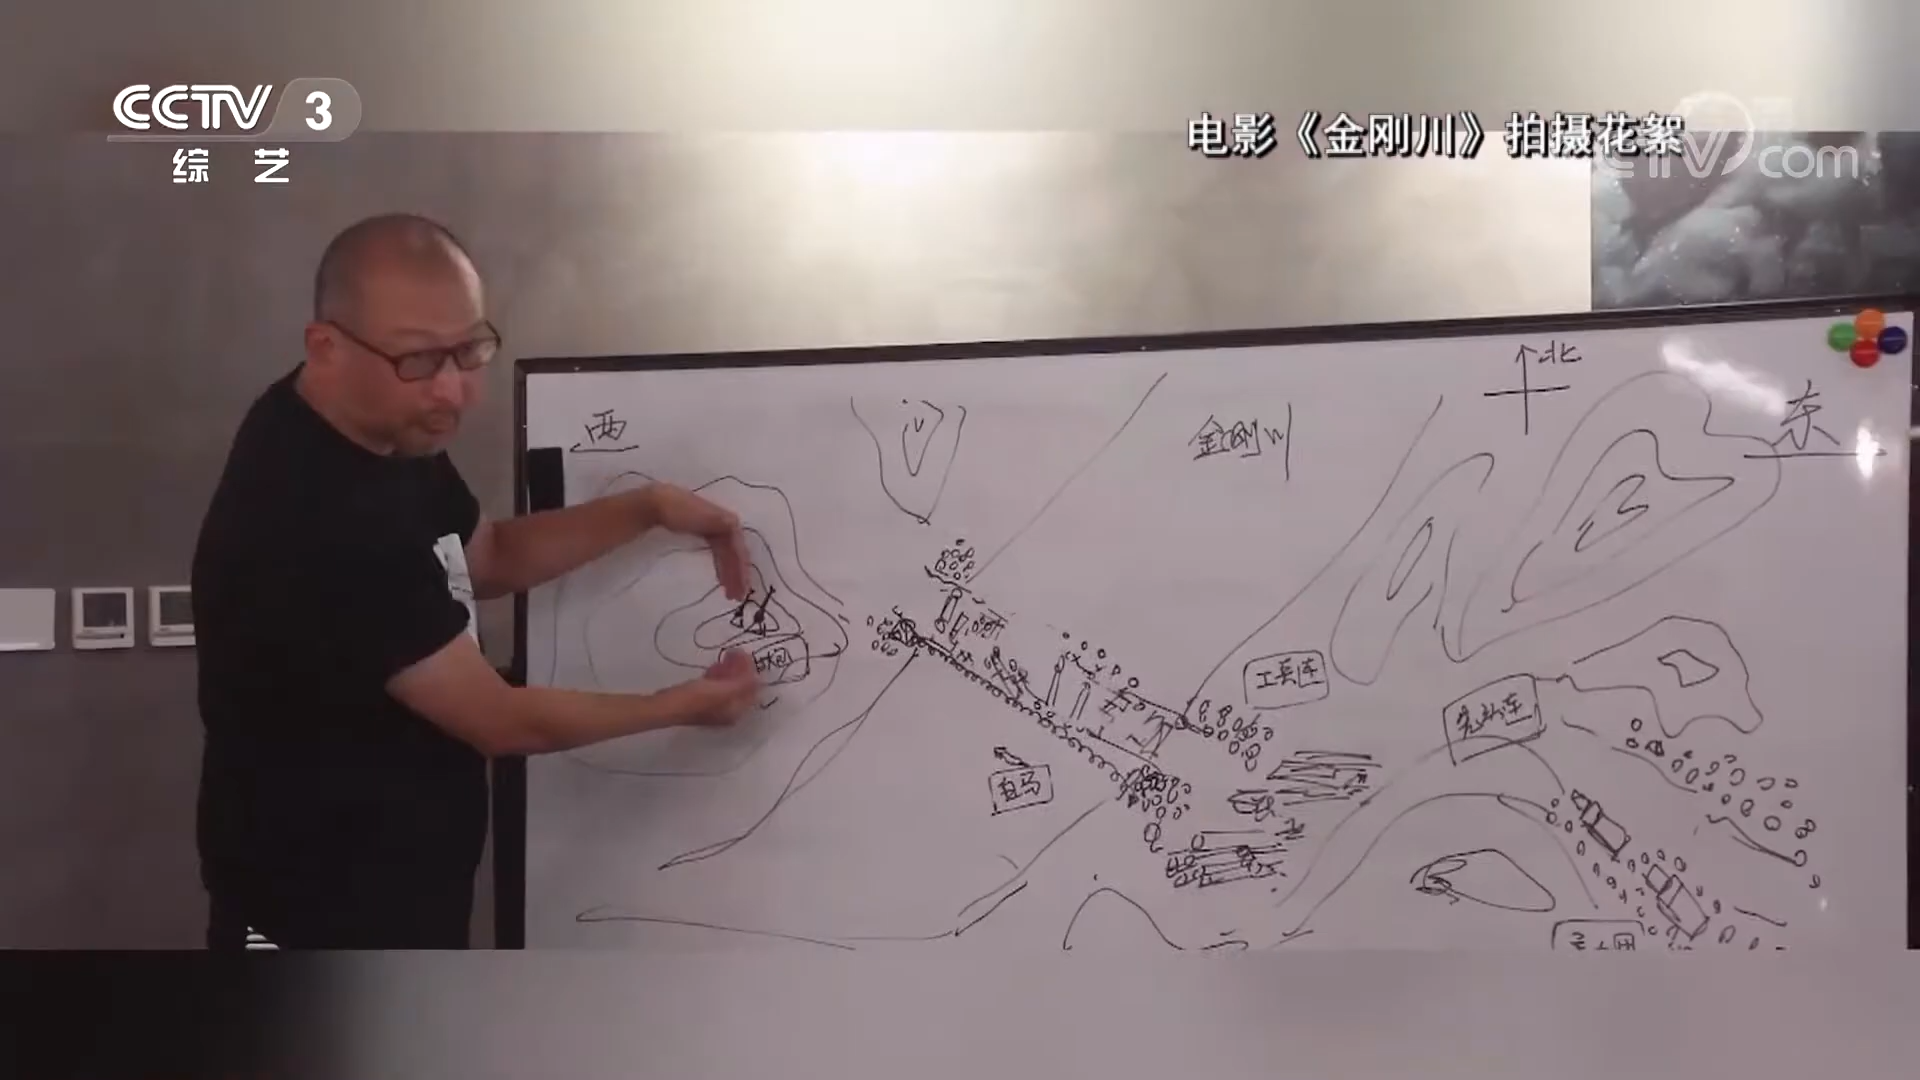 CCTV 3
综 艺
电影《金刚川》拍摄花絮
CCTV com
北
西
金刚川
东
工兵连
先头连
白马